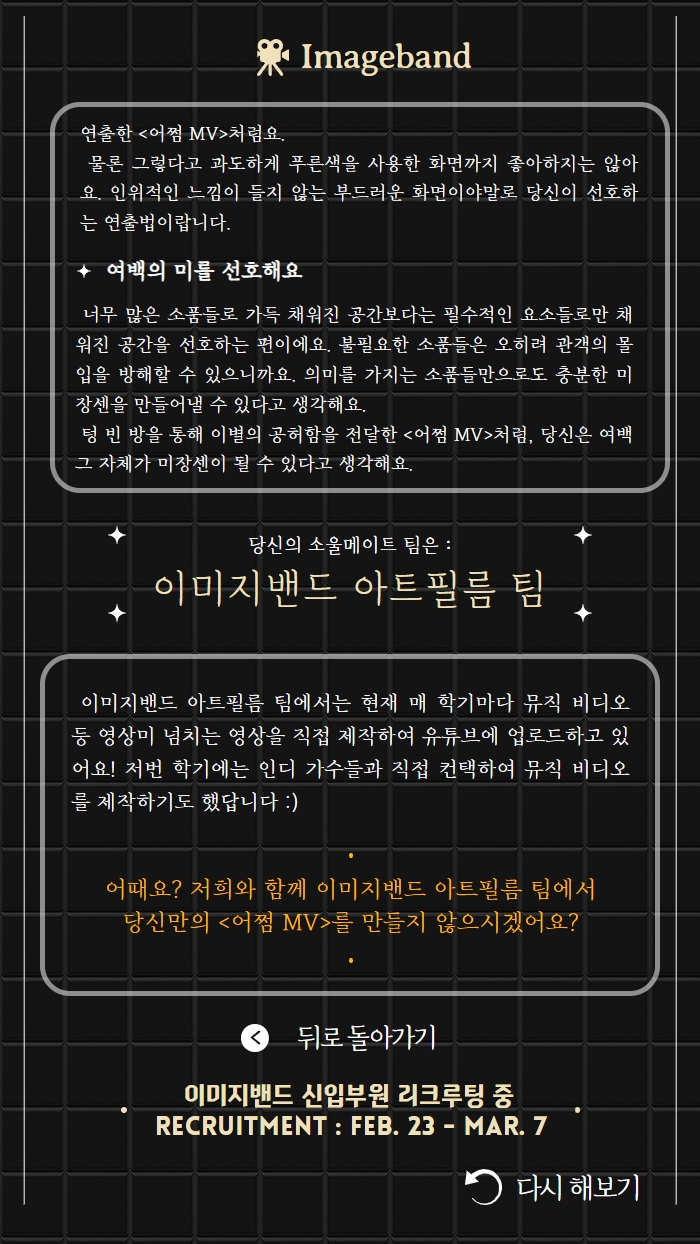 Imageband
연출한 <어쩜 MV>처럼요.
물론 그렇다고 과도하게 푸른색을 사용한 화면까지 좋아하지는 않아
요. 인위적인 느낌이 들지 않는 부드러운 화면이야말로 당신이 선호하
는 연출법이랍니다.
여백의 미를 선호해요
너무 많은 소품들로 가득 채워진 공간보다는 필수적인 요소들로만 채
워진 공간을 선호하는 편이에요. 불필요한 소품들은 오히려 관객의 몰
입을 방해할 수 있으니까요. 의미를 가지는 소품들만으로도 충분한 미
장센을 만들어낼 수 있다고 생각해요.
텅 빈 방을 통해 이별의 공허함을 전달한 <어쩜 MV>처럼, 당신은 여백
그 자체가 미장센이 될 수 있다고 생각해요.
당신의 소울메이트 팀은 :
이미지밴드 아트필름 팀
이미지밴드 아트필름 팀에서는 현재 매 학기마다 뮤직 비디오
등 영상미 넘치는 영상을 직접 제작하여 유튜브에 업로드하고 있
어요! 저번 학기에는 인디 가수들과 직접 컨택하여 뮤직 비디오
를 제작하기도 했답니다 :)
어때요? 저희와 함께 이미지밴드 아트필름 팀에서
당신만의 <어쩜 MV>를 만들지 않으시겠어요?
뒤로 돌아가기
이미지밴드 신입부원 리크루팅 중
RECRUITMENT : FEB. 23 - MAR. 7
다시 해보기